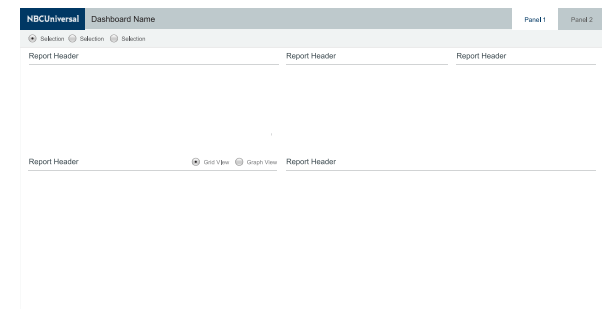 NBCUniversal Dashboard Name Panel 1 Panel 2
Selection Selection Selection
Report Header Report Header Report Header
Report Header Grid View Graph View Report Header